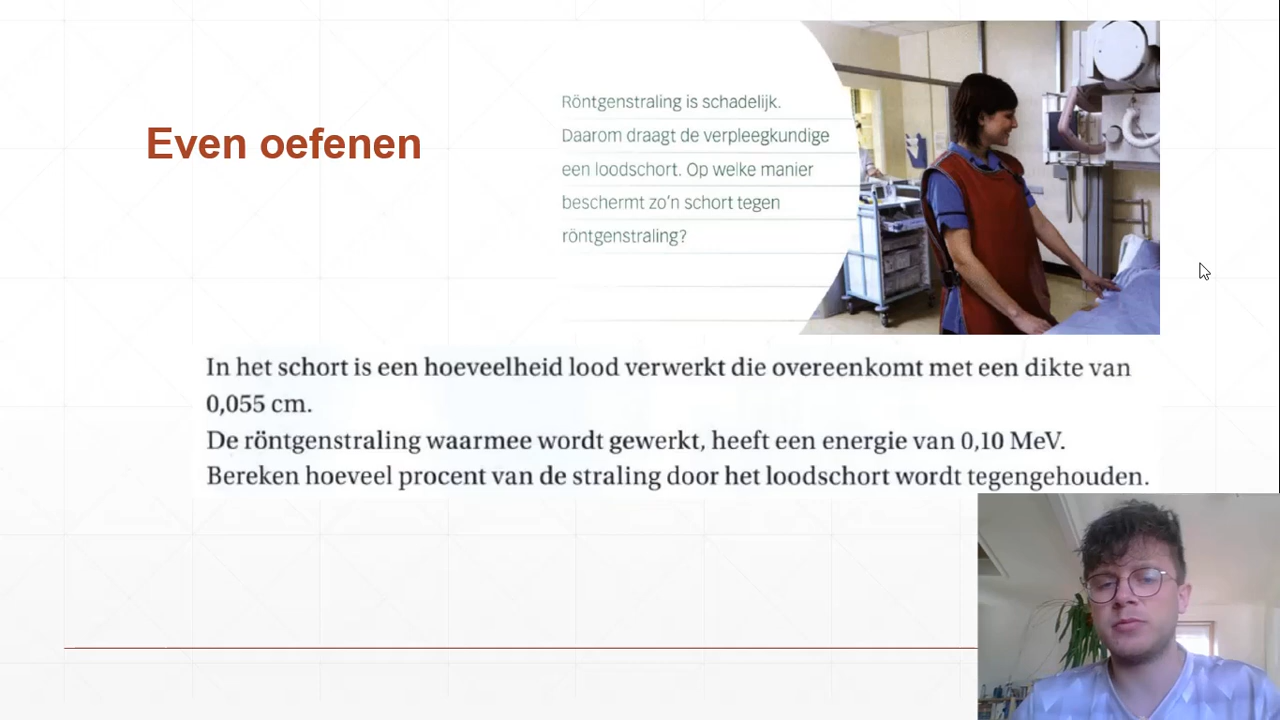 Even oefenen
Röntgenstraling is schadelijk.
Daarom draagt de verpleegkundige
een loodschort. Op welke manier
beschermt zo'n schort tegen
röntgenstraling?
In het schort is een hoeveelheid lood verwerkt die overeenkomt met een dikte van
0,055 cm.
De röntgenstraling waarmee wordt gewerkt, heeft een energie van 0,10 MeV.
Bereken hoeveel procent van de straling door het loodschort wordt tegengehouden.